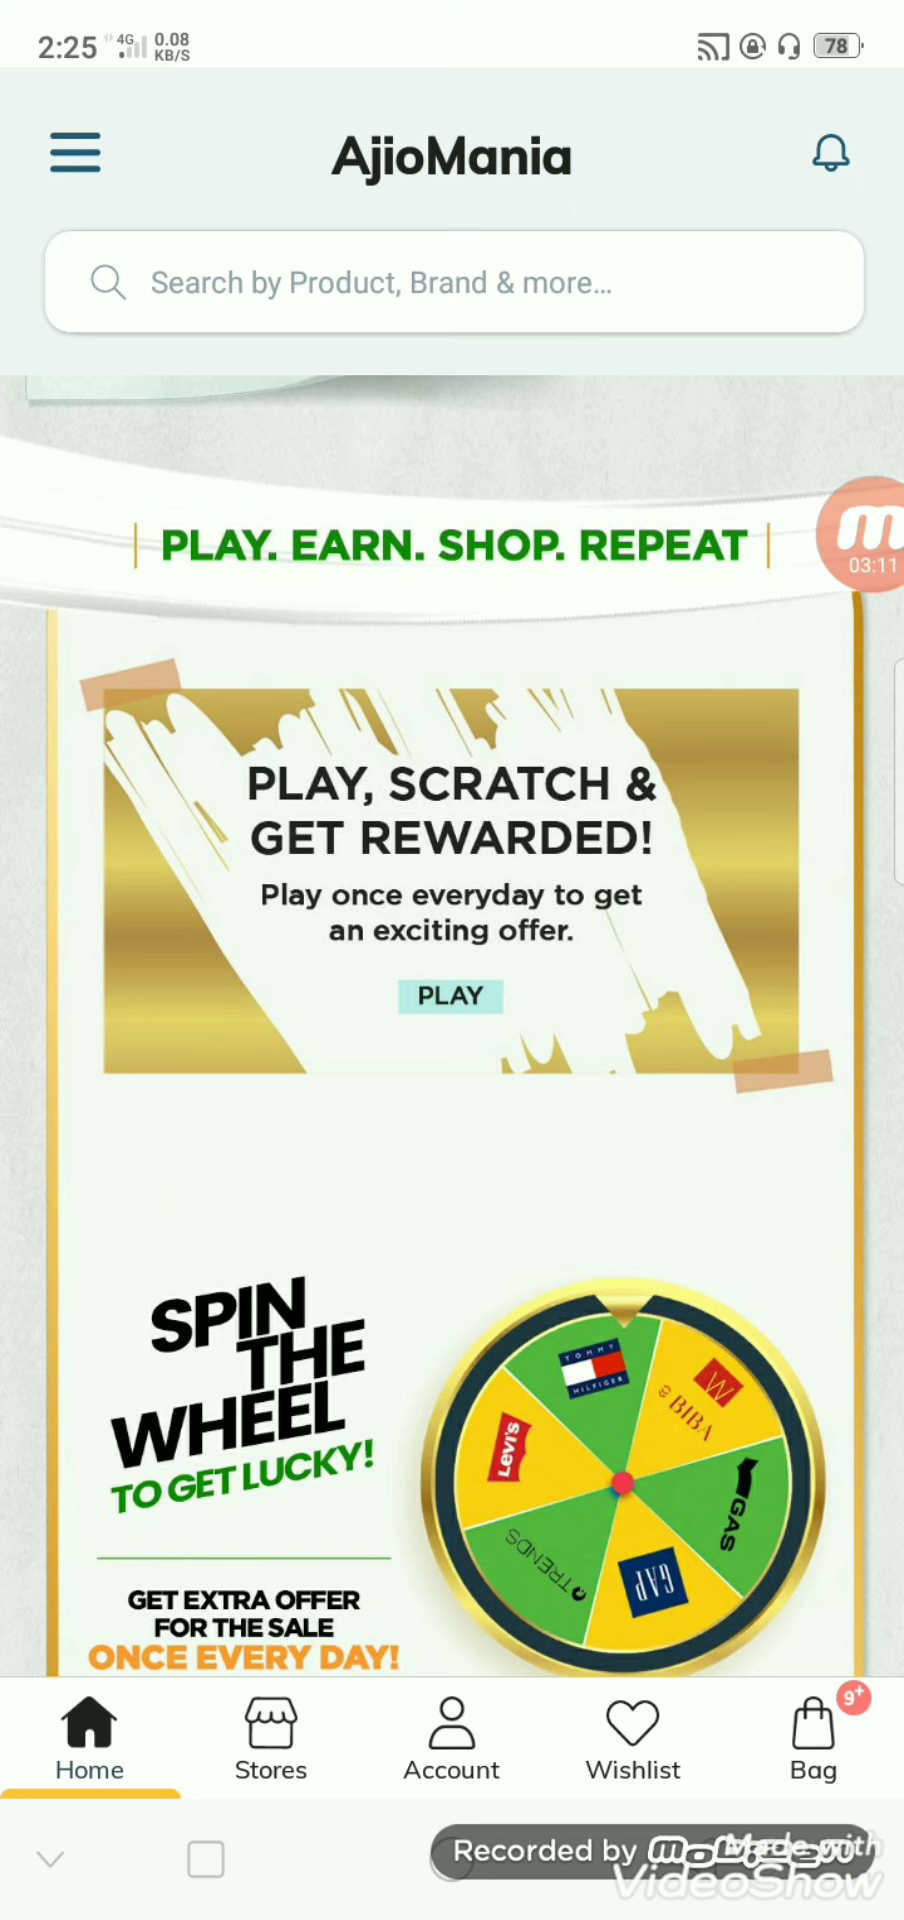 2:25 4G 0.08 KB/S 78
AjioMania
Search by Product, Brand & more...
PLAY. EARN. SHOP. REPEAT
03:11
PLAY, SCRATCH &
GET REWARDED!
Play once everyday to get
an exciting offer.
PLAY
SPIN
THE
WHEEL
TO GET LUCKY!
TOMMY
HILFIGER
W
BIBA
GAS
GAP
TRENDS
Levi's
GET EXTRA OFFER
FOR THE SALE
ONCE EVERY DAY!
9+
Home Stores Account Wishlist Bag
Recorded by
Made with
VideoShow